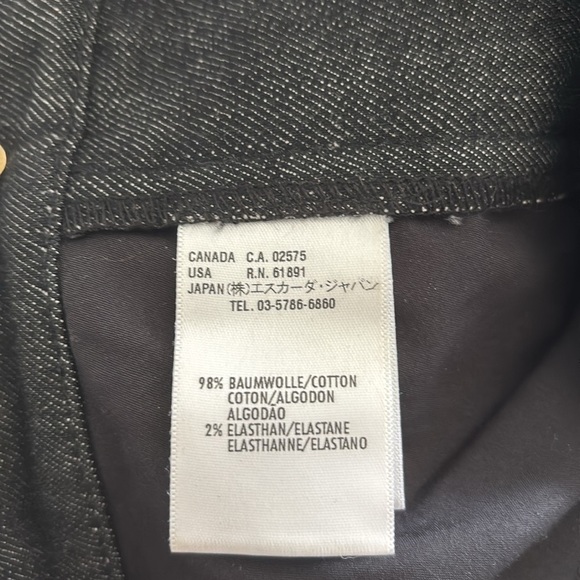 CANADA C.A. 02575
USA R.N. 61891
JAPAN (株)エスカーダ・ジャパン
TEL. 03-5786-6860
98% BAUMWOLLE/COTTON
COTON/ALGODON
ALGODÃO
2% ELASTHAN/ELASTANE
ELASTHANNE/ELASTANO